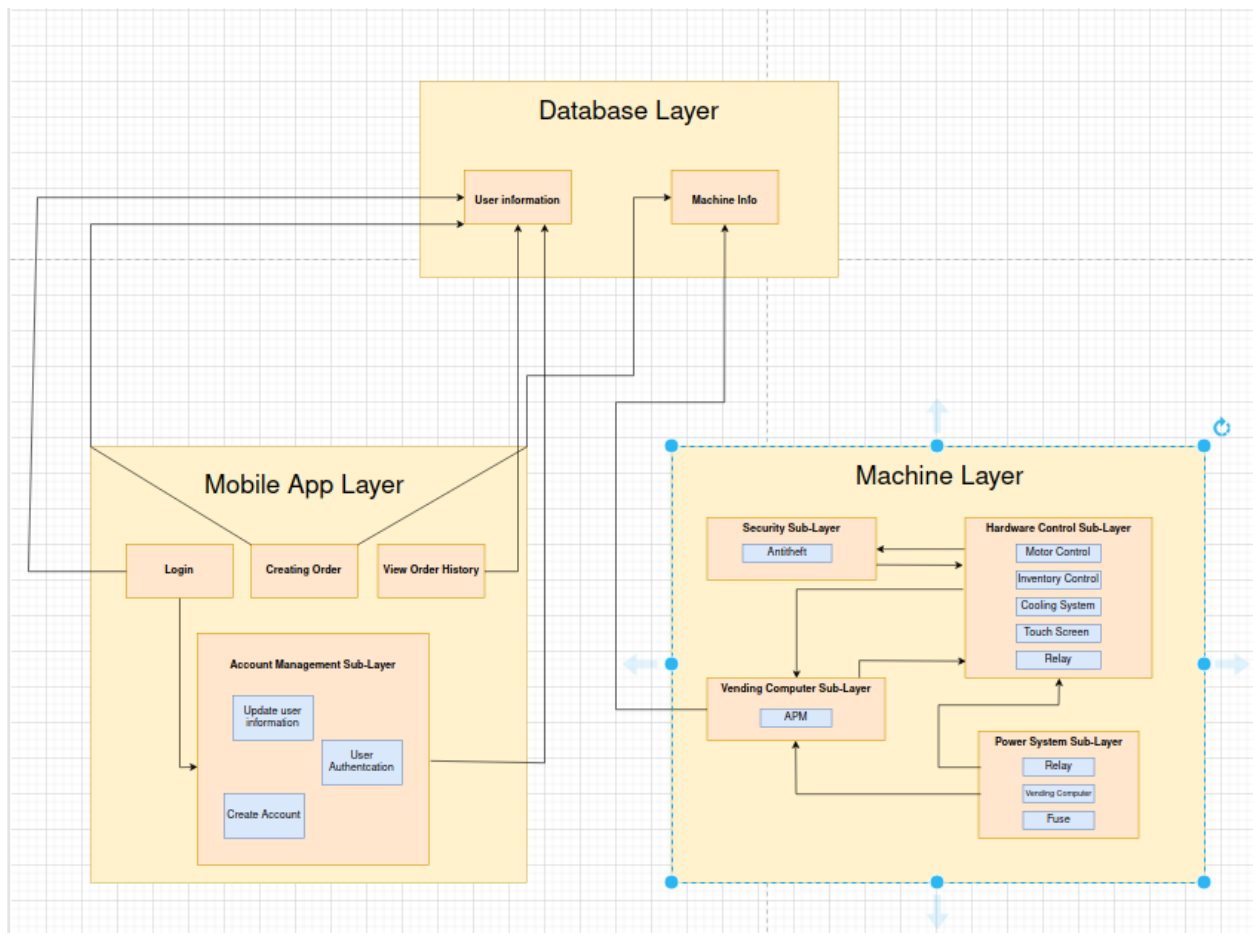 Database Layer
User information
Machine Info
Mobile App Layer
Login
Creating Order
View Order History
Account Management Sub-Layer
Update user
information
User
Authentcation
Create Account
Machine Layer
Security Sub-Layer
Antitheft
Hardware Control Sub-Layer
Motor Control
Inventory Control
Cooling System
Touch Screen
Relay
Vending Computer Sub-Layer
APM
Power System Sub-Layer
Relay
Vending Computer
Fuse